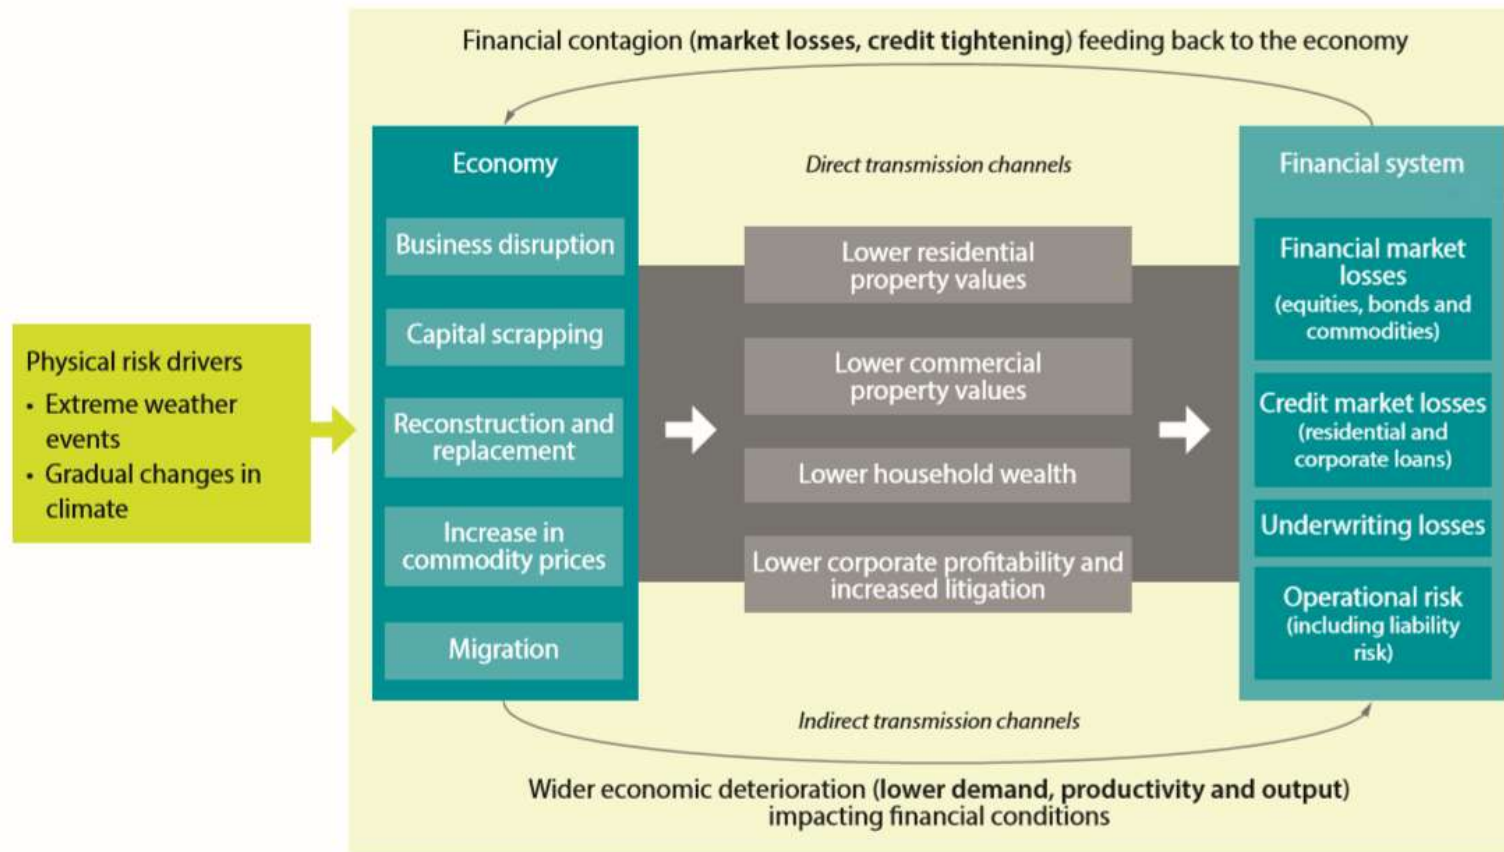 Financial contagion (market losses, credit tightening) feeding back to the economy
Physical risk drivers
• Extreme weather
events
• Gradual changes in
climate
Economy
Business disruption
Capital scrapping
Reconstruction and
replacement
Increase in
commodity prices
Migration
Direct transmission channels
Lower residential
property values
Lower commercial
property values
Lower household wealth
Lower corporate profitability and
increased litigation
Indirect transmission channels
Financial system
Financial market
losses
(equities, bonds and
commodities)
Credit market losses
(residential and
corporate loans)
Underwriting losses
Operational risk
(including liability
risk)
Wider economic deterioration (lower demand, productivity and output)
impacting financial conditions